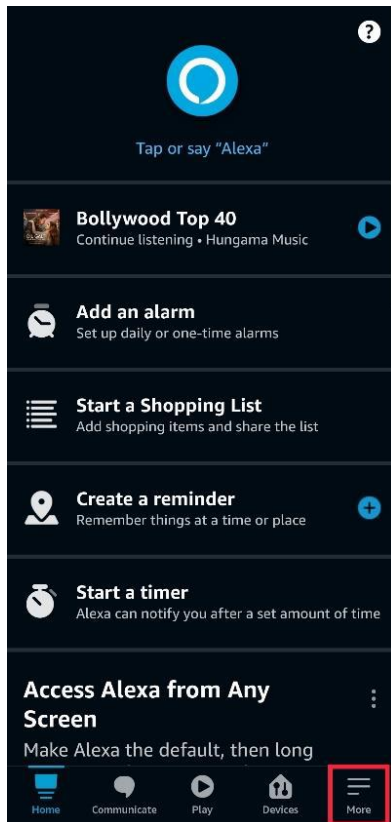 ?
Tap or say “Alexa”
Bollywood Top 40
Continue listening • Hungama Music
Add an alarm
Set up daily or one-time alarms
Start a Shopping List
Add shopping items and share the list
Create a reminder
Remember things at a time or place
Start a timer
Alexa can notify you after a set amount of time
Access Alexa from Any
Screen
Make Alexa the default, then long
Home Communicate Play Devices More